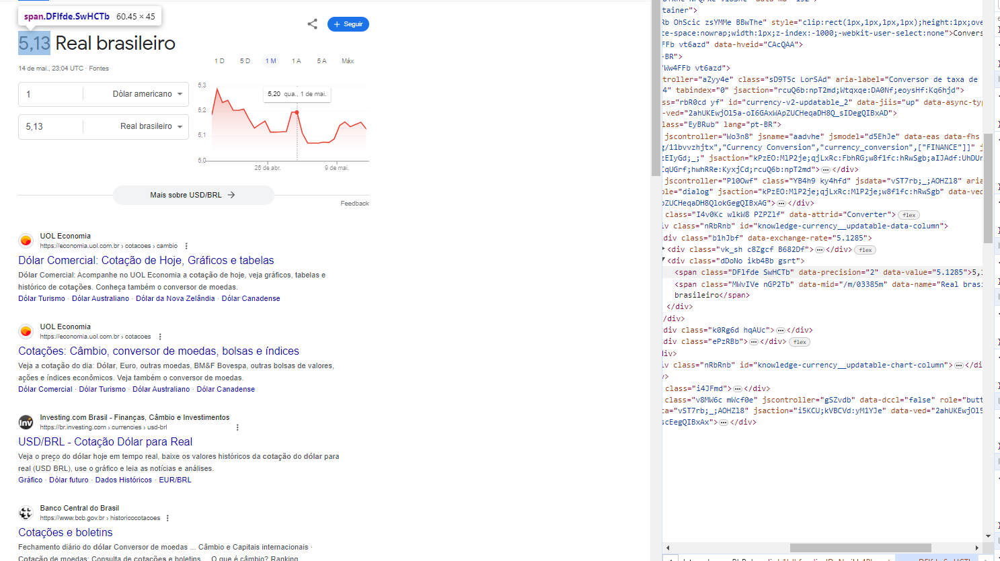 span.DFlfde.SwHCTb 60.45 × 45
Seguir
5,13 Real brasileiro
14 de mai., 23:04 UTC · Fontes
1 D 5 D 1 M 1 A 5 A Máx
1 Dólar americano
5,13 Real brasileiro
5,3
5,2
5,1
5,0
5,20 qua., 1 de mai.
26 de abr. 9 de mai.
Mais sobre USD/BRL
Feedback
UOL Economia
https://economia.uol.com.br › cotacoes › cambio
Dólar Comercial: Cotação de Hoje, Gráficos e tabelas
Dólar Comercial: Acompanhe no UOL Economia a cotação de hoje, veja gráficos, tabelas e
histórico de cotações. Conheça também o conversor de moedas.
Dólar Turismo · Dólar Australiano · Dólar da Nova Zelândia · Dólar Canadense
UOL Economia
https://economia.uol.com.br › cotacoes
Cotações: Câmbio, conversor de moedas, bolsas e índices
Veja a cotação do dia: Dólar, Euro, outras moedas, BM&F Bovespa, outras bolsas de valores,
ações e índices econômicos. Veja também o conversor de moedas.
Dólar Comercial · Dólar Turismo · Dólar Australiano · Dólar Canadense
Inv
Investing.com Brasil - Finanças, Câmbio e Investimentos
https://br.investing.com › currencies › usd-brl
USD/BRL - Cotação Dólar para Real
Veja o preço do dólar hoje em tempo real, baixe os valores históricos da cotação do dólar para
real (USD BRL), use o gráfico e leia as notícias e análises.
Gráfico · Dólar futuro · Dados Históricos · EUR/BRL
Banco Central do Brasil
https://www.bcb.gov.br › historicocotacoes
Cotações e boletins
Fechamento diário do dólar Conversor de moedas ... Câmbio e Capitais internacionais ·
Cotação de moedas: Consulta de cotações e boletins ... O que é câmbio? Ranking
tainer">
Rb OhScic zsYMMe BBwThe" style="clip:rect(1px,1px,1px,1px);height:1px;ove
ce-space:nowrap;width:1px;z-index:-1000;-webkit-user-select:none">Convers
FFb vt6azd" data-hveid="CAcQAA">
-BR">
/Ww4FFb vt6azd">
troller="aZyy4e" class="sD9T5c LorSAd" aria-label="Conversor de taxa de
4" tabindex="0" jsaction="rcuQ6b:npT2md;Wtqxqe:DA0Nf;eoysHf:Kq6hjd">
ass="rbR0cd yf" id="currency-v2-updatable_2" data-jiis="up" data-async-typ
-ved="2ahUKEwjOl5a-oI6GAxWApZUCHeqaDH8Q_sIDegQIBxAD">
lass="EyBRub" lang="pt-BR">
jscontroller="Wo3n8" jsname="aadvhe" jsmodel="d5EhJe" data-eas data-fhs
g/11bvvzhjtx","Currency Conversion","currency_conversion",["FINANCE"]]" j
zEIyGd;_;" jsaction="kPzEO:MlP2je;qjLxRc:FbhRG;w8f1fc:hRwSgb;aIJAdf:UhDUn
CqUGrf;hwhRRe:KyxjCd;rcuQ6b:npT2md">…</div>
jscontroller="P10Owf" class="YB4h9 ky4hfd" jsdata="vST7rb;_;AOHZl8" aria
ole="dialog" jsaction="kPzEO:MlP2je;qjLxRc:MlP2je;w8f1fc:hRwSgb" data-ved
pZUCHeqaDH8QlokGegQIBxAG">…</div>
class="I4v0Kc wlkW8 PZPZlf" data-attrid="Converter"> flex
iv class="nRbRnb" id="knowledge-currency__updatable-data-column">
div class="b1hJbf" data-exchange-rate="5.1285">
<div class="vk_sh c8Zgcf B682Df">…</div> flex
<div class="dDoNo ikb4Bb gsrt">
<span class="DFlfde SwHCTb" data-precision="2" data-value="5.1285">5,1
<span class="MWvIVe nGP2Tb" data-mid="/m/03385m" data-name="Real brasi
brasileiro</span>
</div>
/div>
div class="k0Rg6d hqAUc">…</div>
div class="ePzRBb">…</div> flex
div>
iv class="nRbRnb" id="knowledge-currency__updatable-chart-column">…</di
v>
class="i4JFmd">…</div>
class="v8MW6c mWcf0e" jscontroller="gSZvdb" data-dccl="false" role="butt
ta="vST7rb;_;AOHZl8" jsaction="i5KCU;kVBCVd:yM1YJe" data-ved="2ahUKEwjOl5
scEegQIBxAx">…</div>